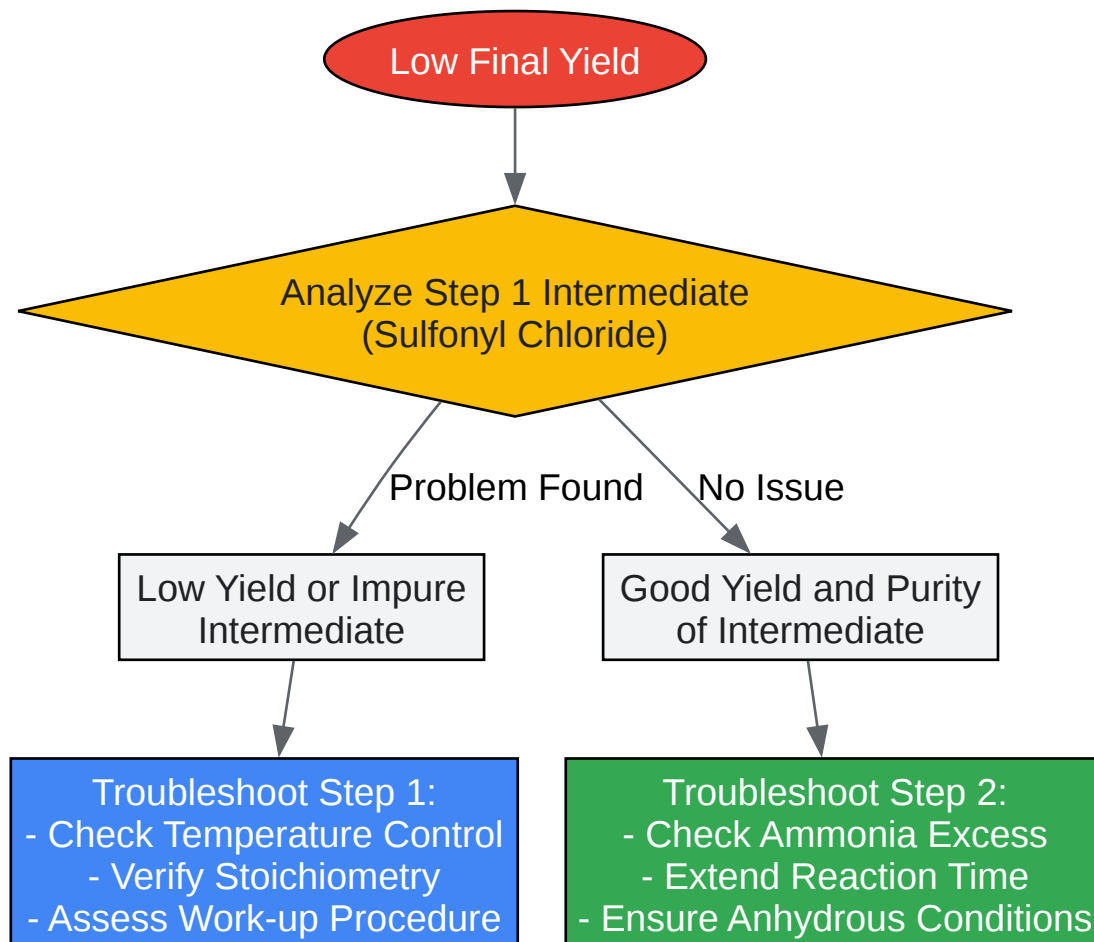 Low Final Yield
Analyze Step 1 Intermediate
(Sulfonyl Chloride)
Problem Found
No Issue
Low Yield or Impure
Intermediate
Good Yield and Purity
of Intermediate
Troubleshoot Step 1:
- Check Temperature Control
- Verify Stoichiometry
- Assess Work-up Procedure
Troubleshoot Step 2:
- Check Ammonia Excess
- Extend Reaction Time
- Ensure Anhydrous Conditions